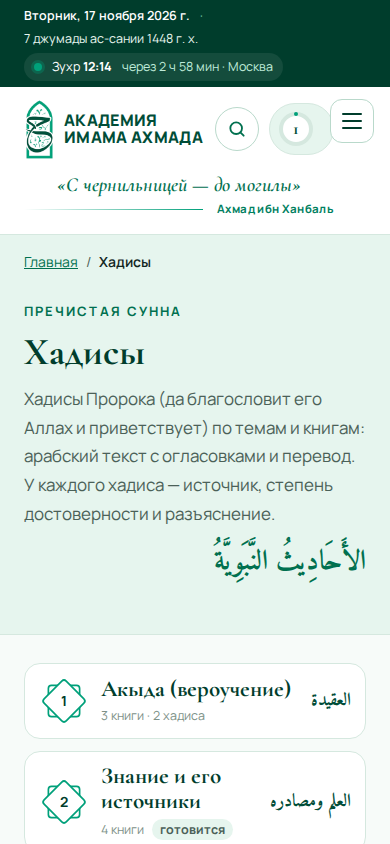 Вторник, 17 ноября 2026 г. ·
7 джумады ас-сании 1448 г. х.
Зухр 12:14 через 2 ч 58 мин · Москва
АКАДЕМИЯ
ИМАМА АХМАДА
1
«С чернильницей — до могилы»
Ахмад ибн Ханбаль
Главная / Хадисы
ПРЕЧИСТАЯ СУННА
Хадисы
Хадисы Пророка (да благословит его
Аллах и приветствует) по темам и книгам:
арабский текст с огласовками и перевод.
У каждого хадиса — источник, степень
достоверности и разъяснение.
الأَحَادِيثُ النَّبَوِيَّةُ
1 Акыда (вероучение) العقيدة
3 книги · 2 хадиса
2 Знание и его
источники العلم ومصادره
4 книги готовится